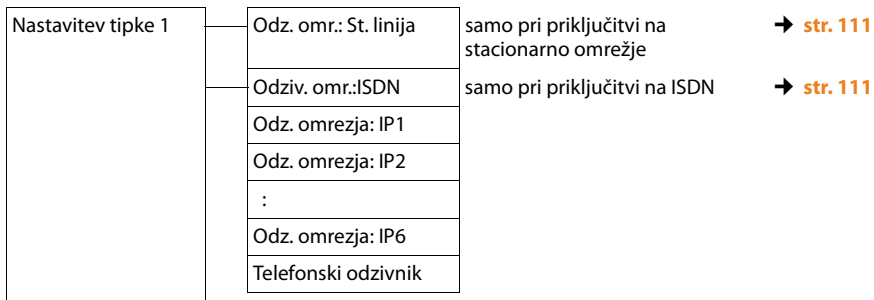 Nastavitev tipke 1
Odz. omr.: St. linija
samo pri priključitvi na
stacionarno omrežje
➔ str. 111
Odziv. omr.:ISDN
samo pri priključitvi na ISDN
➔ str. 111
Odz. omrezja: IP1
Odz. omrezja: IP2
:
Odz. omrezja: IP6
Telefonski odzivnik